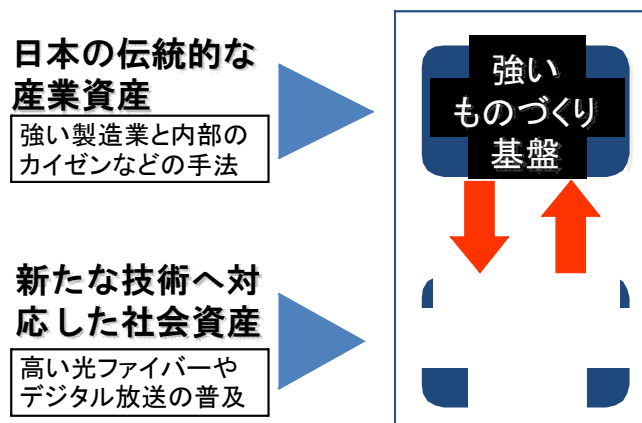 日本の伝統的な
産業資産
強い製造業と内部の
カイゼンなどの手法
強い
ものづくり
基盤
新たな技術へ対
応した社会資産
高い光ファイバーや
デジタル放送の普及